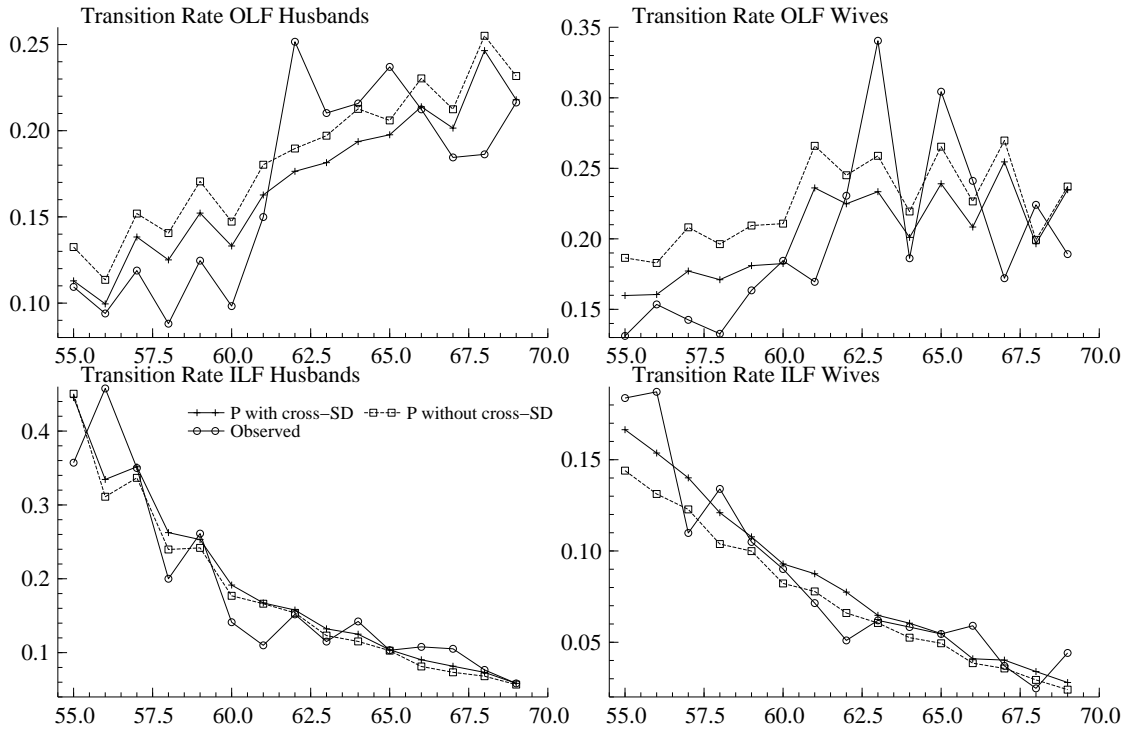 Transition Rate OLF Husbands
0.25
0.20
0.15
0.10
55.0 57.5 60.0 62.5 65.0 67.5 70.0
Transition Rate OLF Wives
0.35
0.30
0.25
0.20
0.15
55.0 57.5 60.0 62.5 65.0 67.5 70.0
Transition Rate ILF Husbands
P with cross−SD P without cross−SD
Observed
0.4
0.3
0.2
0.1
55.0 57.5 60.0 62.5 65.0 67.5 70.0
Transition Rate ILF Wives
0.15
0.10
0.05
55.0 57.5 60.0 62.5 65.0 67.5 70.0